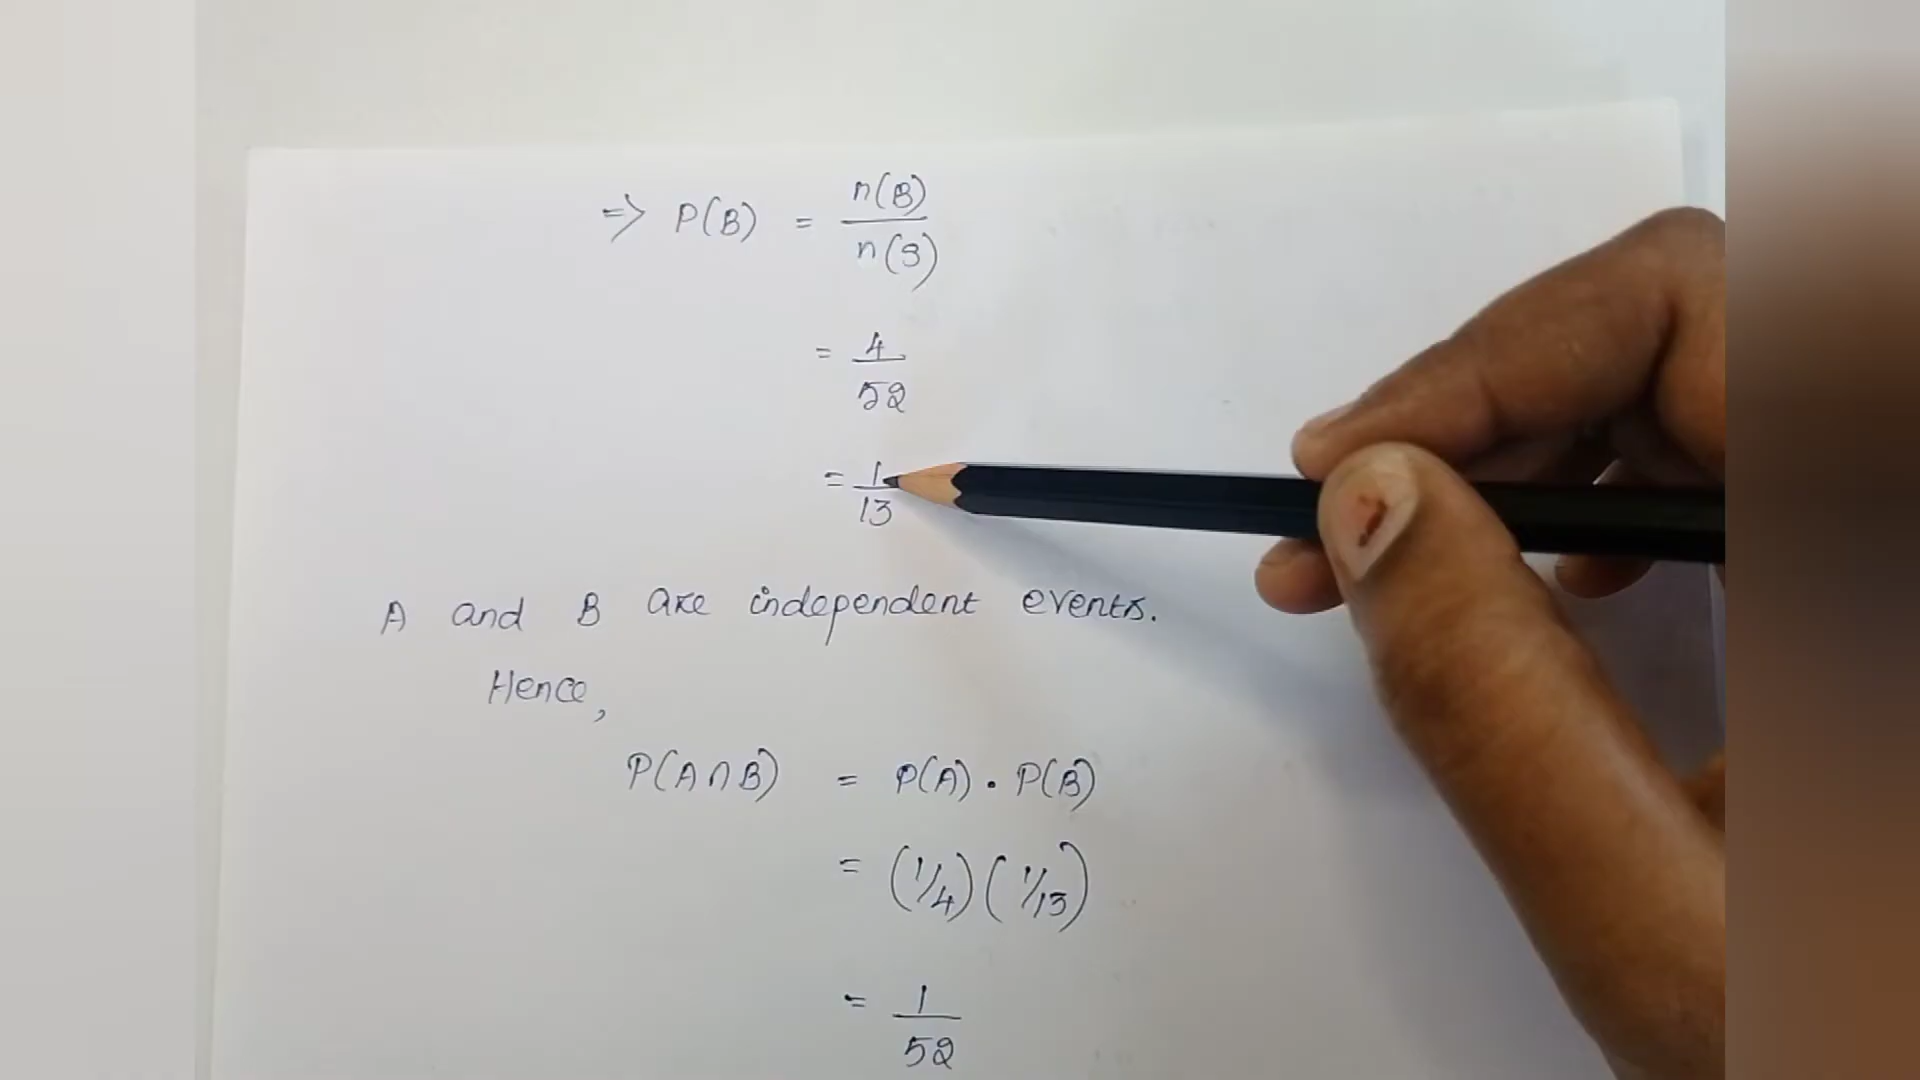 => P(B) = n(B)/n(S)
= 4/52
= 1/13
A and B are independent events.
Hence,
P(A∩B) = P(A) . P(B)
= (1/4) (1/13)
= 1/52